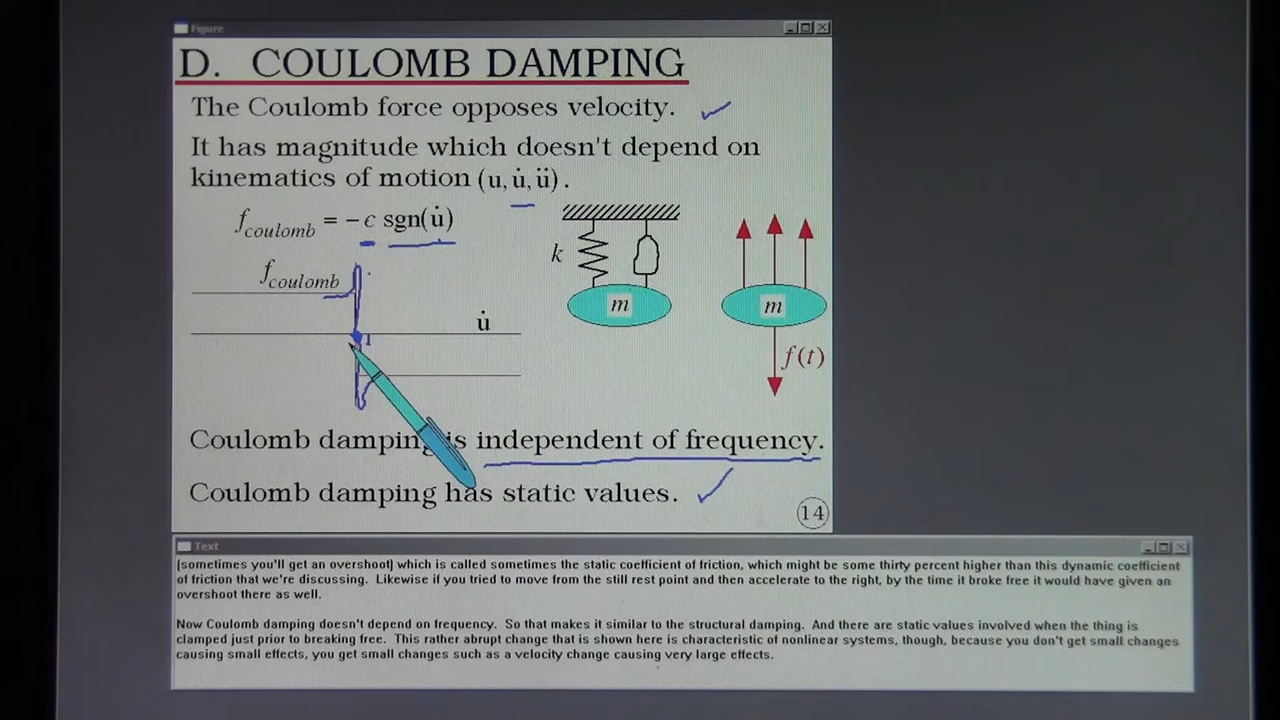 Figure
D. COULOMB DAMPING
The Coulomb force opposes velocity.
It has magnitude which doesn't depend on
kinematics of motion (u, u̇, ü).
f_coulomb = −c sgn(u̇)
f_coulomb
u̇
k
m
m
f(t)
Coulomb damping is independent of frequency.
Coulomb damping has static values.
14
Text
(sometimes you'll get an overshoot) which is called sometimes the static coefficient of friction, which might be some thirty percent higher than this dynamic coefficient
of friction that we're discussing. Likewise if you tried to move from the still rest point and then accelerate to the right, by the time it broke free it would have given an
overshoot there as well.
Now Coulomb damping doesn't depend on frequency. So that makes it similar to the structural damping. And there are static values involved when the thing is
clamped just prior to breaking free. This rather abrupt change that is shown here is characteristic of nonlinear systems, though, because you don't get small changes
causing small effects, you get small changes such as a velocity change causing very large effects.